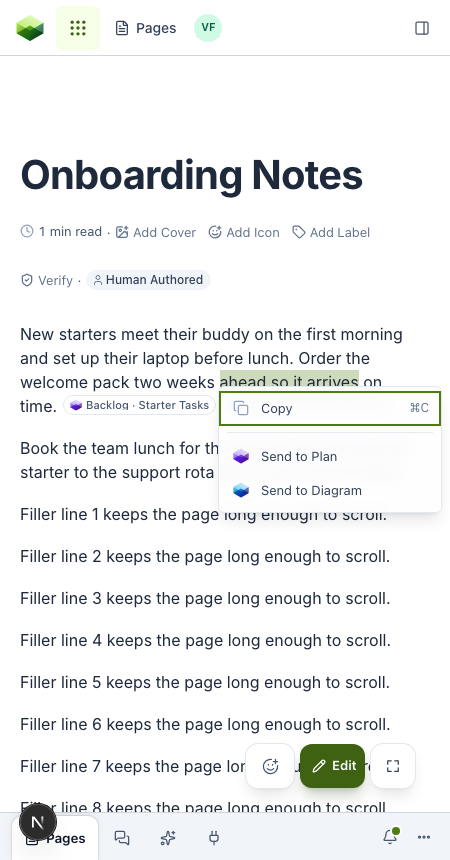 Pages
VF
Onboarding Notes
1 min read · Add Cover Add Icon Add Label
Verify · Human Authored
New starters meet their buddy on the first morning
and set up their laptop before lunch. Order the
welcome pack two weeks ahead so it arrives on
time. Backlog · Starter Tasks
Copy ⌘C
Book the team lunch for th
Send to Plan
starter to the support rota
Send to Diagram
Filler line 1 keeps the page long enough to scroll.
Filler line 2 keeps the page long enough to scroll.
Filler line 3 keeps the page long enough to scroll.
Filler line 4 keeps the page long enough to scroll.
Filler line 5 keeps the page long enough to scroll.
Filler line 6 keeps the page long enough to scroll.
Filler line 7 keeps the page lon
Edit
Filler line 8 keeps the page long enough to scroll.
N
Pages